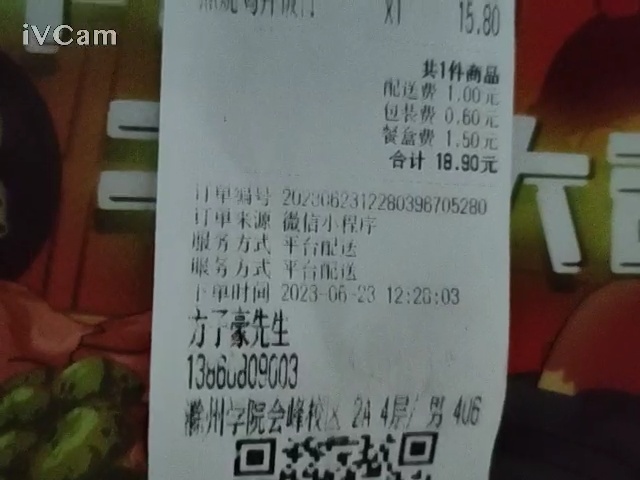 iVCam
X1 15.80
共1件商品
配送费 1.00元
包装费 0.60元
餐盒费 1.50元
合计 18.90元
订单编号 2023062312280396705280
订单来源 微信小程序
服务方式 平台配送
服务方式 平台配送
下单时间 2023-06-23 12:28:03
方子豪先生
滁州学院会峰校区 2A 4层/ 男 406